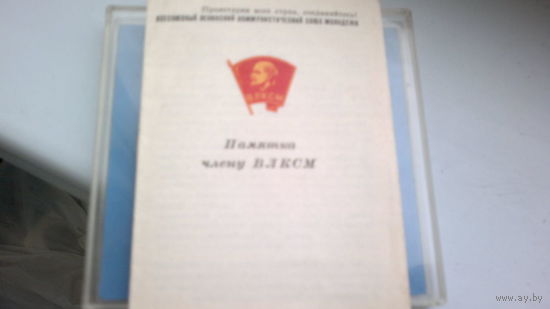 Пролетарии всех стран, соединяйтесь!
ВСЕСОЮЗНЫЙ ЛЕНИНСКИЙ КОММУНИСТИЧЕСКИЙ СОЮЗ МОЛОДЕЖИ
ВЛКСМ
Памятка
члену ВЛКСМ
www.ay.by